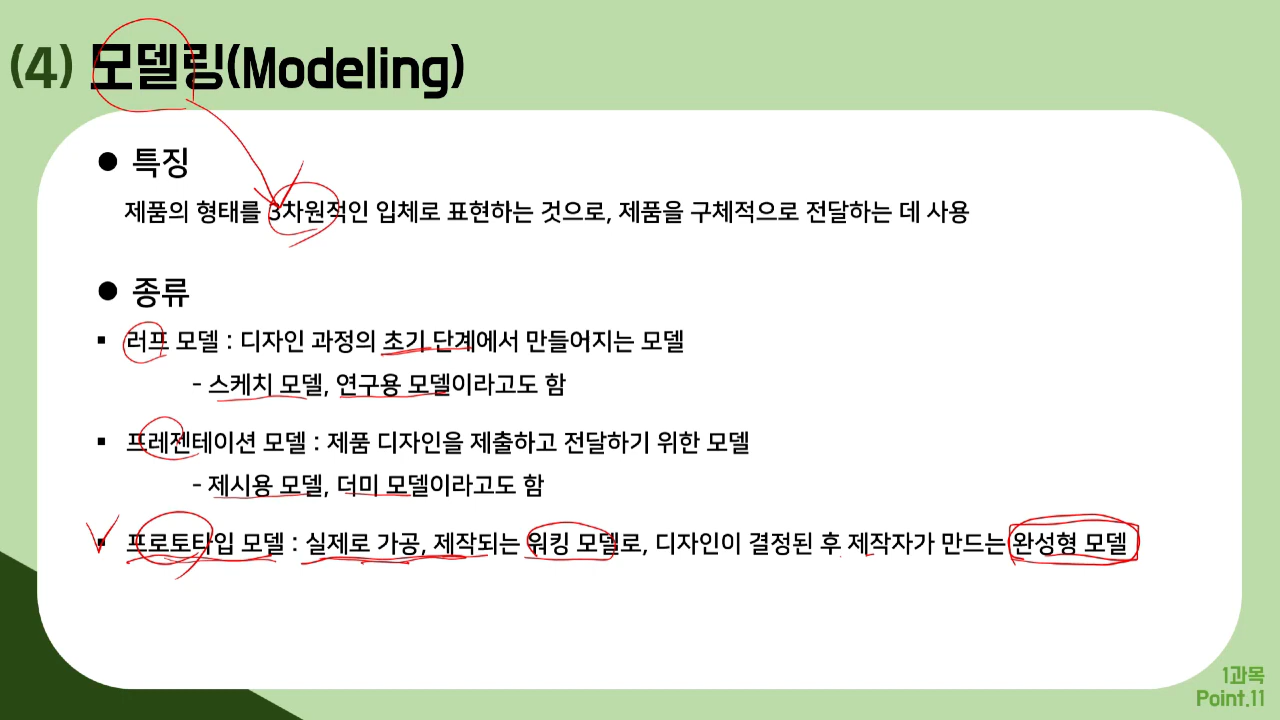 (4) 모델링(Modeling)
● 특징
제품의 형태를 3차원적인 입체로 표현하는 것으로, 제품을 구체적으로 전달하는 데 사용
● 종류
▪ 러프 모델 : 디자인 과정의 초기 단계에서 만들어지는 모델
- 스케치 모델, 연구용 모델이라고도 함
▪ 프레젠테이션 모델 : 제품 디자인을 제출하고 전달하기 위한 모델
- 제시용 모델, 더미 모델이라고도 함
▪ 프로토타입 모델 : 실제로 가공, 제작되는 워킹 모델로, 디자인이 결정된 후 제작자가 만드는 완성형 모델
1과목
Point.11